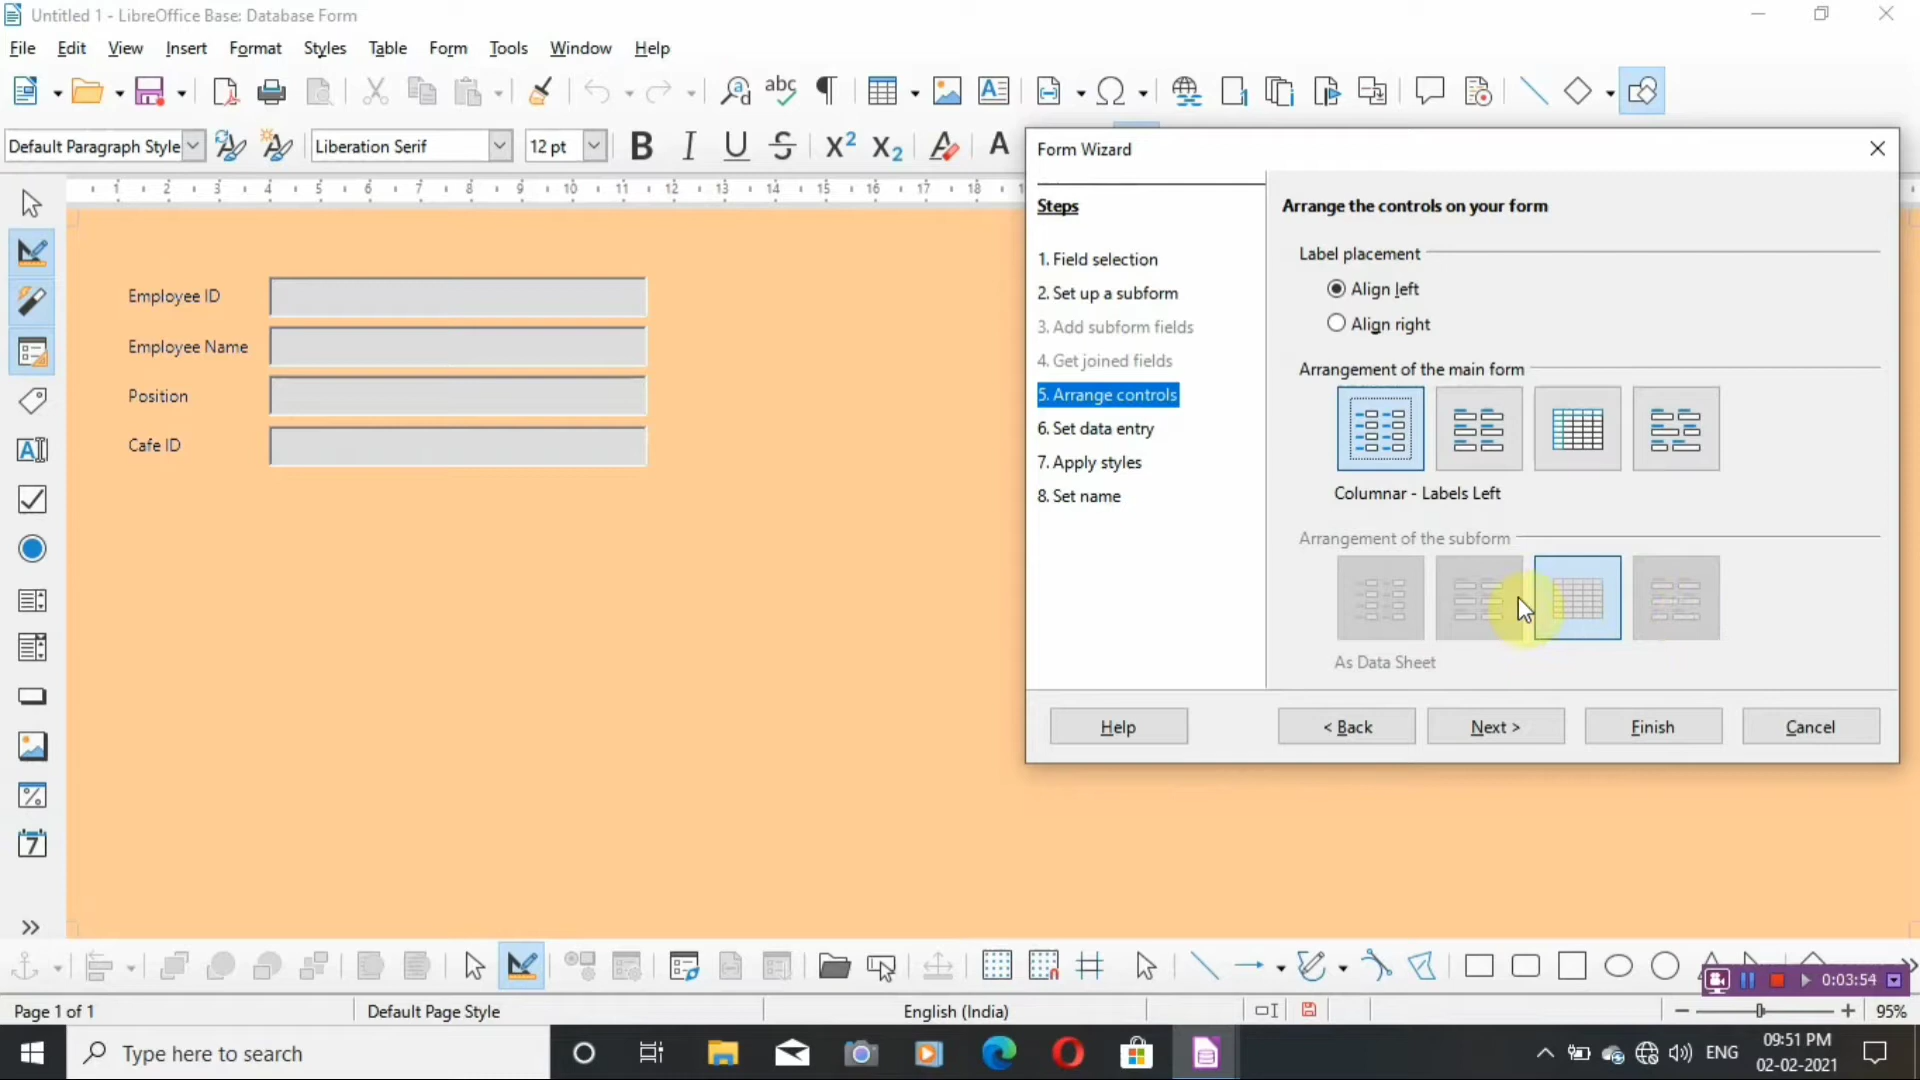 Untitled 1 - LibreOffice Base: Database Form
File Edit View Insert Format Styles Table Form Tools Window Help
Default Paragraph Style Liberation Serif 12 pt
Form Wizard
Steps
1. Field selection
2. Set up a subform
3. Add subform fields
4. Get joined fields
5. Arrange controls
6. Set data entry
7. Apply styles
8. Set name
Arrange the controls on your form
Label placement
Align left
Align right
Arrangement of the main form
Columnar - Labels Left
Arrangement of the subform
As Data Sheet
Help < Back Next > Finish Cancel
Employee ID
Employee Name
Position
Cafe ID
0:03:54
Page 1 of 1 Default Page Style English (India) 95%
Type here to search
ENG
09:51 PM
02-02-2021